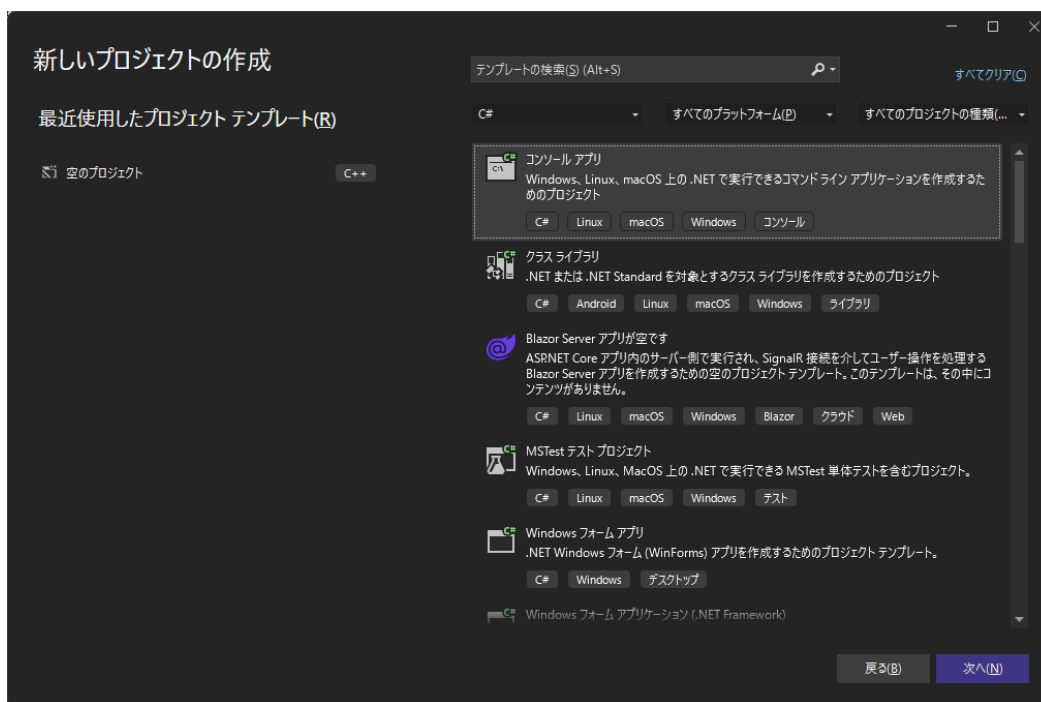 新しいプロジェクトの作成
テンプレートの検索(S) (Alt+S)
すべてクリア(C)
最近使用したプロジェクト テンプレート(R)
C#
すべてのプラットフォーム(P)
すべてのプロジェクトの種類(...
空のプロジェクト
C++
コンソール アプリ
Windows、Linux、macOS 上の .NET で実行できるコマンド ライン アプリケーションを作成するた
めのプロジェクト
C# Linux macOS Windows コンソール
クラス ライブラリ
.NET または .NET Standard を対象とするクラス ライブラリを作成するためのプロジェクト
C# Android Linux macOS Windows ライブラリ
Blazor Server アプリが空です
ASP.NET Core アプリ内のサーバー側で実行され、SignalR 接続を介してユーザー操作を処理する
Blazor Server アプリを作成するための空のプロジェクト テンプレート。このテンプレートは、その中にコ
ンテンツがありません。
C# Linux macOS Windows Blazor クラウド Web
MSTest テスト プロジェクト
Windows、Linux、MacOS 上の .NET で実行できる MSTest 単体テストを含むプロジェクト。
C# Linux macOS Windows テスト
Windows フォーム アプリ
.NET Windows フォーム (WinForms) アプリを作成するためのプロジェクト テンプレート。
C# Windows デスクトップ
Windows フォーム アプリケーション (.NET Framework)
戻る(B)
次へ(N)